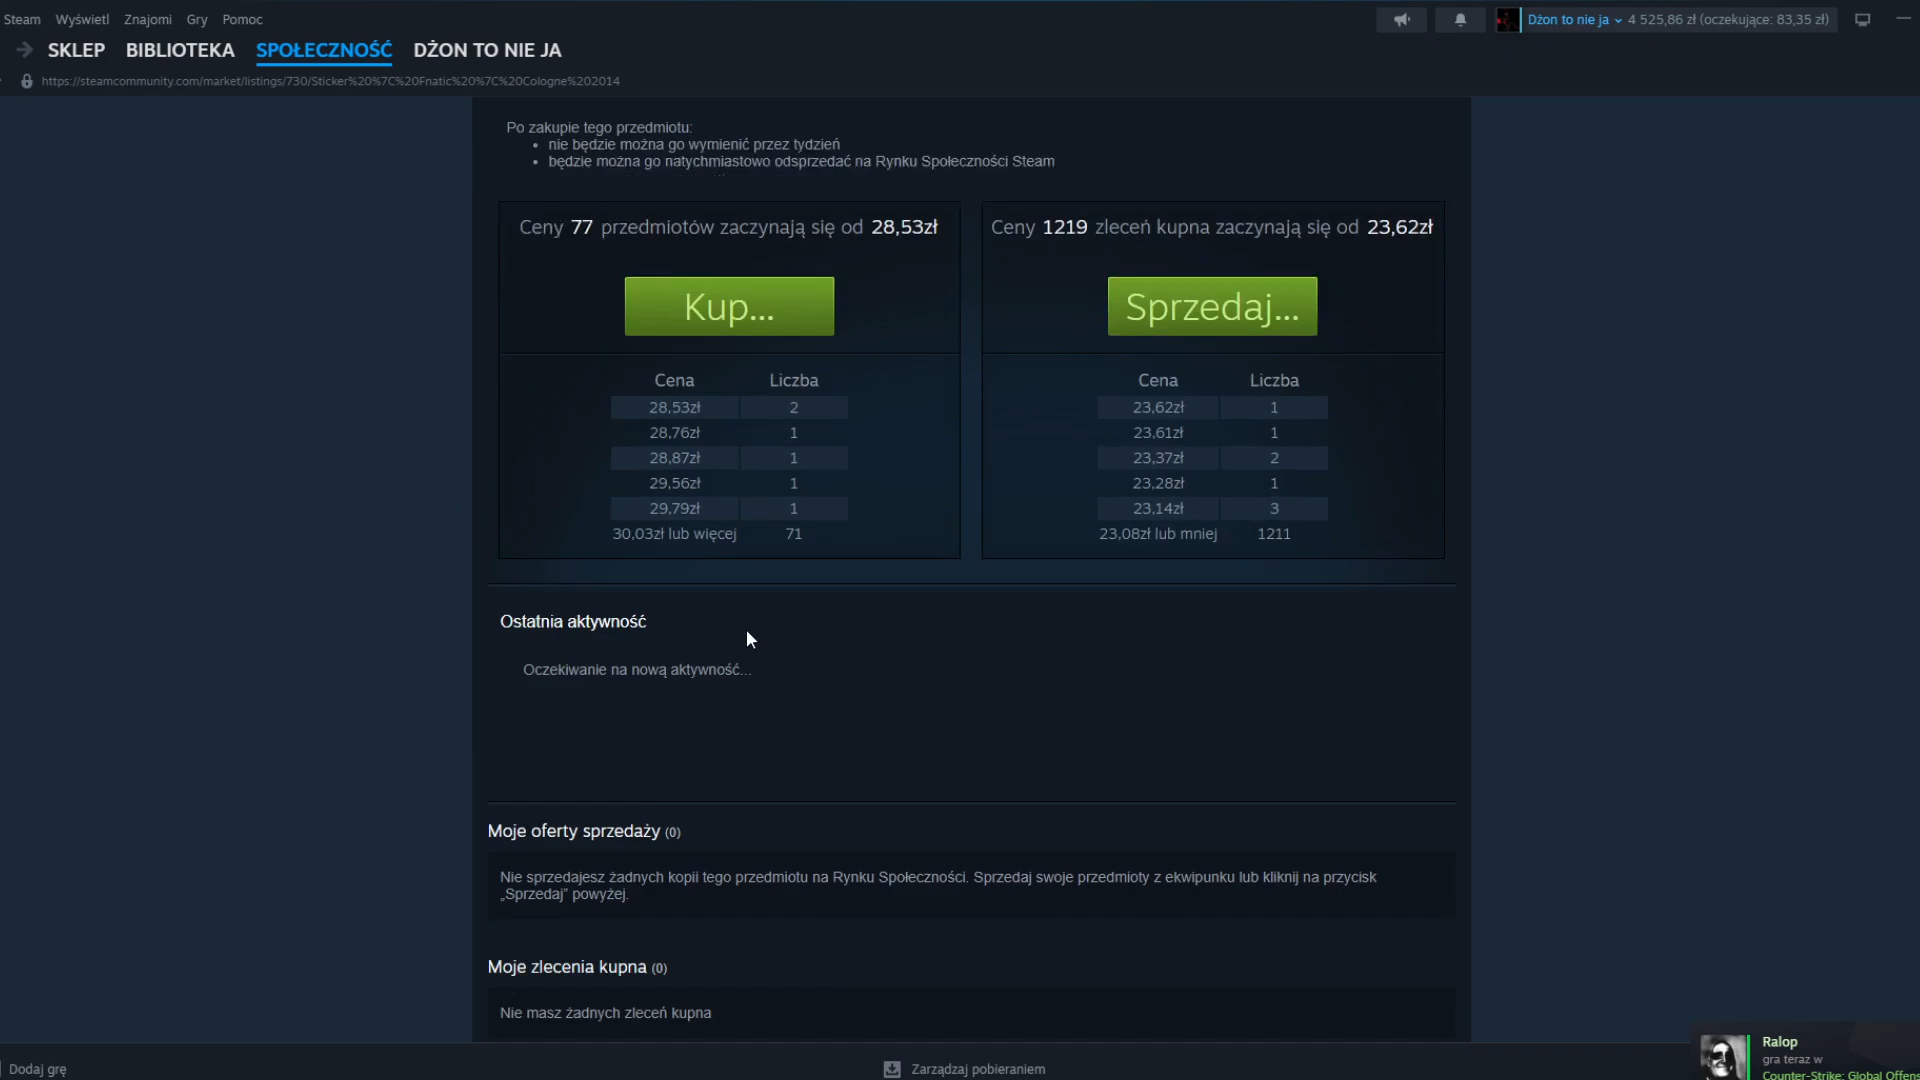 Steam Wyświetl Znajomi Gry Pomoc
Dżon to nie ja 4 525,86 zł (oczekujące: 83,35 zł)
SKLEP BIBLIOTEKA SPOŁECZNOŚĆ DŻON TO NIE JA
https://steamcommunity.com/market/listings/730/Sticker%20%7C%20Fnatic%20%7C%20Cologne%202014
Po zakupie tego przedmiotu:
• nie będzie można go wymienić przez tydzień
• będzie można go natychmiastowo odsprzedać na Rynku Społeczności Steam
Ceny 77 przedmiotów zaczynają się od 28,53zł
Kup...
Cena Liczba
28,53zł 2
28,76zł 1
28,87zł 1
29,56zł 1
29,79zł 1
30,03zł lub więcej 71
Ceny 1219 zleceń kupna zaczynają się od 23,62zł
Sprzedaj...
Cena Liczba
23,62zł 1
23,61zł 1
23,37zł 2
23,28zł 1
23,14zł 3
23,08zł lub mniej 1211
Ostatnia aktywność
Oczekiwanie na nową aktywność...
Moje oferty sprzedaży (0)
Nie sprzedajesz żadnych kopii tego przedmiotu na Rynku Społeczności. Sprzedaj swoje przedmioty z ekwipunku lub kliknij na przycisk
„Sprzedaj” powyżej.
Moje zlecenia kupna (0)
Nie masz żadnych zleceń kupna
Dodaj grę
Zarządzaj pobieraniem
Ralop
gra teraz w
Counter-Strike: Global Offens